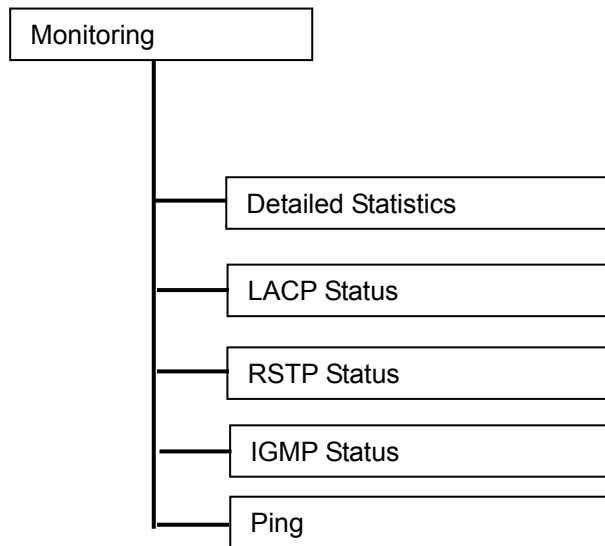 Monitoring
Detailed Statistics
LACP Status
RSTP Status
IGMP Status
Ping